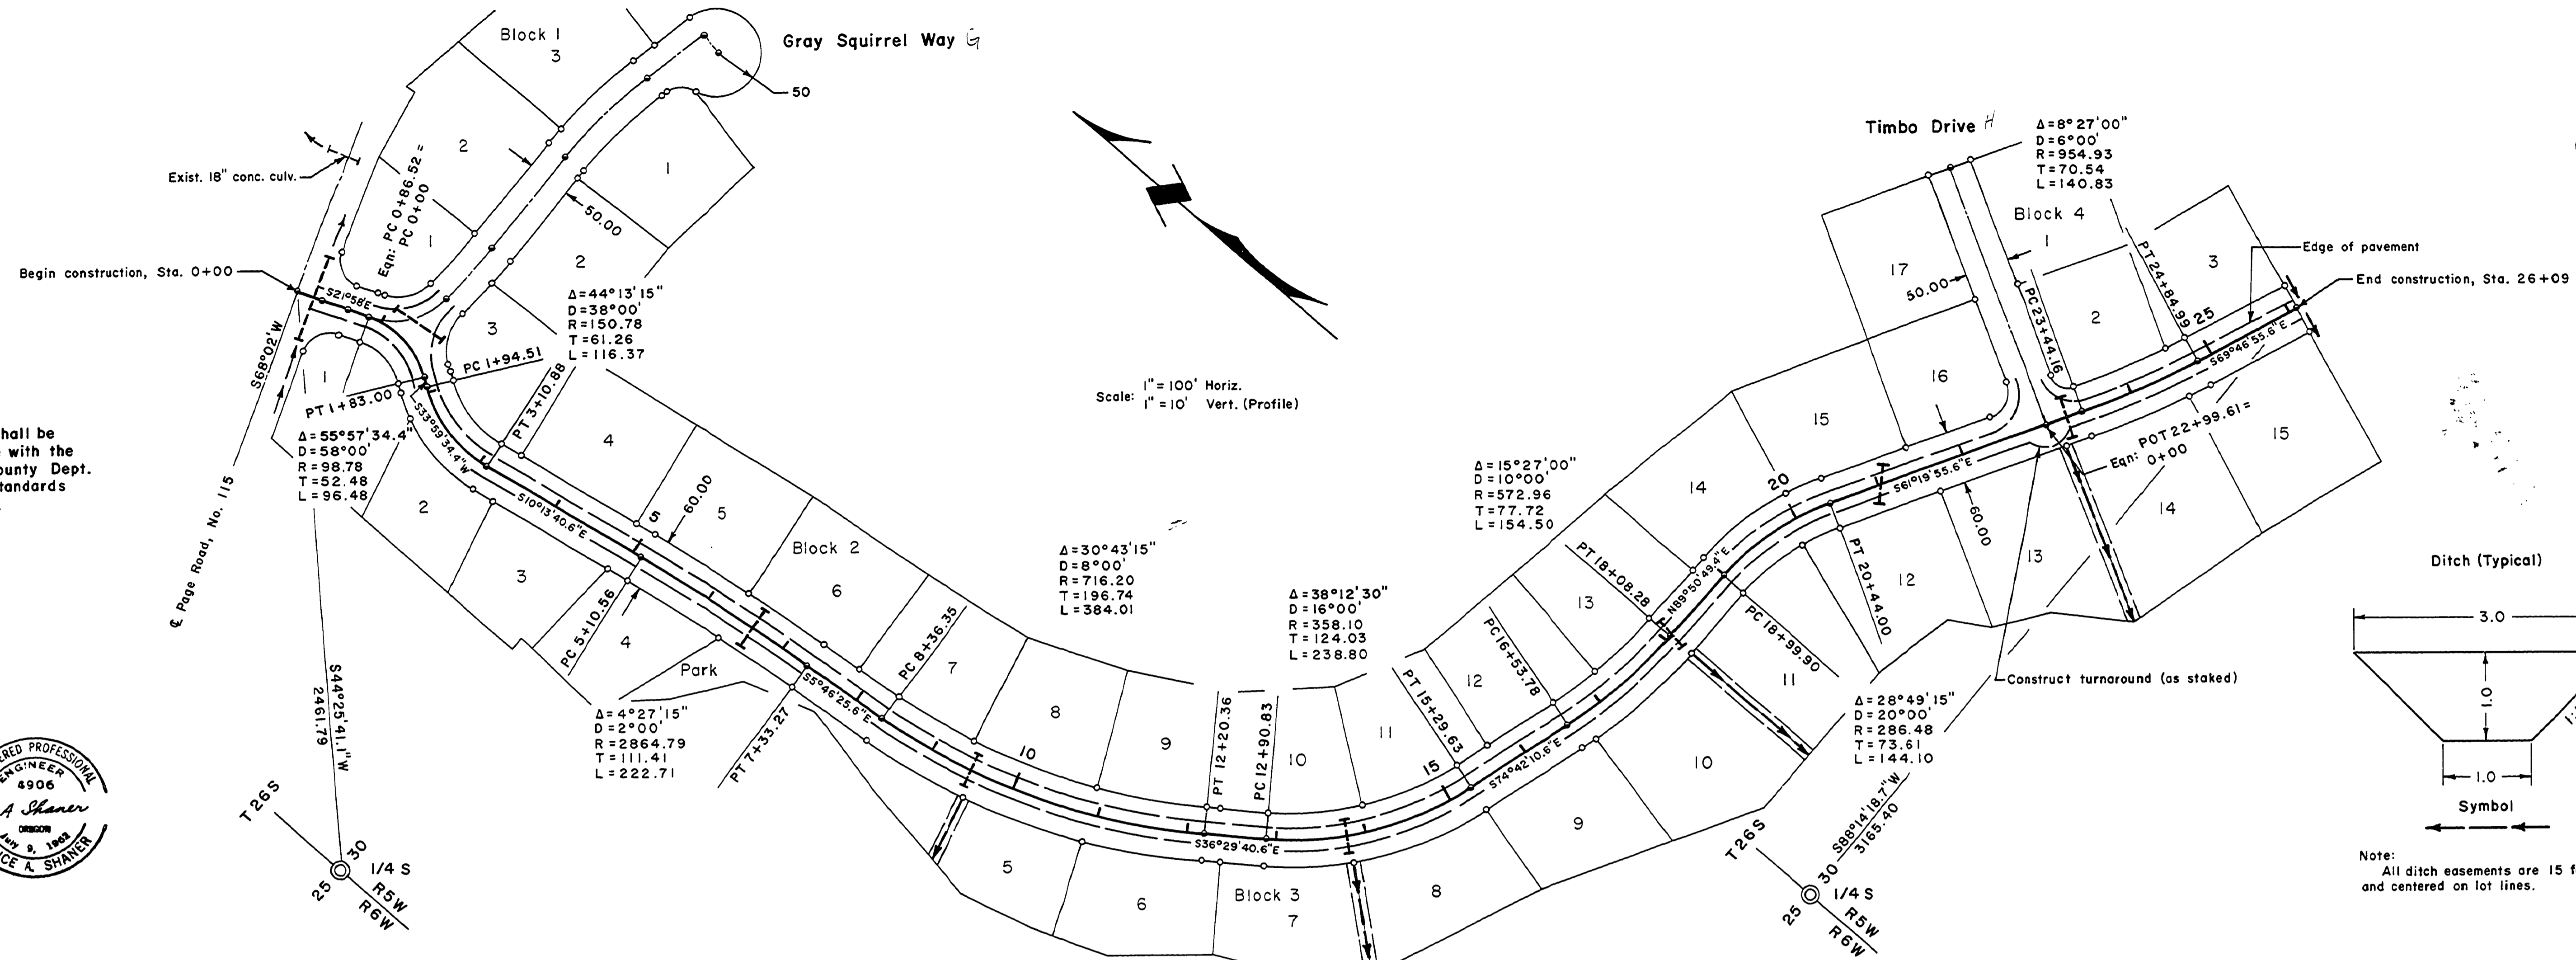 Block 1
3
Gray Squirrel Way G
50
2
1
Exist. 18" conc. culv.
Eqn: PC 0+86.52 =
PC 0+00
1
50.00
2
Begin construction, Sta. 0+00
S21°58'E
S68°02'W
3
Δ=44°13'15"
D=38°00'
R=150.78
T=61.26
L=116.37
PC 1+94.51
PT 3+10.88
1
PT 1+83.00
S33°59'34.4"W
Δ=55°57'34.4"
D=58°00'
R=98.78
T=52.48
L=96.48
hall be
with the
ounty Dept.
tandards
℄ Page Road, No. 115
2
3
4
S10°13'40.6"E
4
5
60.00
5
Block 2
6
PC 5+10.56
Park
Δ=4°27'15"
D=2°00'
R=2864.79
T=111.41
L=222.71
PT 7+33.27
S5°46'25.6"E
PC 8+36.35
7
8
9
10
Δ=30°43'15"
D=8°00'
R=716.20
T=196.74
L=384.01
PT 12+20.36
PC 12+90.83
S36°29'40.6"E
5
6
Block 3
7
8
9
10
Δ=38°12'30"
D=16°00'
R=358.10
T=124.03
L=238.80
10
11
12
13
14
15
16
17
PT 15+29.63
15
S74°42'10.6"E
PC 16+53.78
PT 18+08.28
Δ=15°27'00"
D=10°00'
R=572.96
T=77.72
L=154.50
N89°50'49.4"E
PC 18+99.90
11
Δ=28°49'15"
D=20°00'
R=286.48
T=73.61
L=144.10
20
PT 20+44.00
12
S61°19'55.6"E
60.00
13
Construct turnaround (as staked)
Eqn: POT 22+99.61=
0+00
14
15
Timbo Drive H
Δ=8°27'00"
D=6°00'
R=954.93
T=70.54
L=140.83
Block 4
1
50.00
PC 23+44.16
2
PT 24+84.99
3
25
S69°46'55.6"E
Edge of pavement
End construction, Sta. 26+09
Scale: 1" = 100' Horiz.
1" = 10' Vert. (Profile)
S44°25'41.1"W
2461.79
T26S
30
25
1/4 S
R5W
R6W
S88°14'18.7"W
3165.40
T26S
30
25
1/4 S
R5W
R6W
ERED PROFESSIONAL
ENGINEER
4906
A Shaner
OREGON
July 9, 1962
CE A. SHANER
Ditch (Typical)
3.0
1.0
1.0
Symbol
Note:
All ditch easements are 15 f
and centered on lot lines.